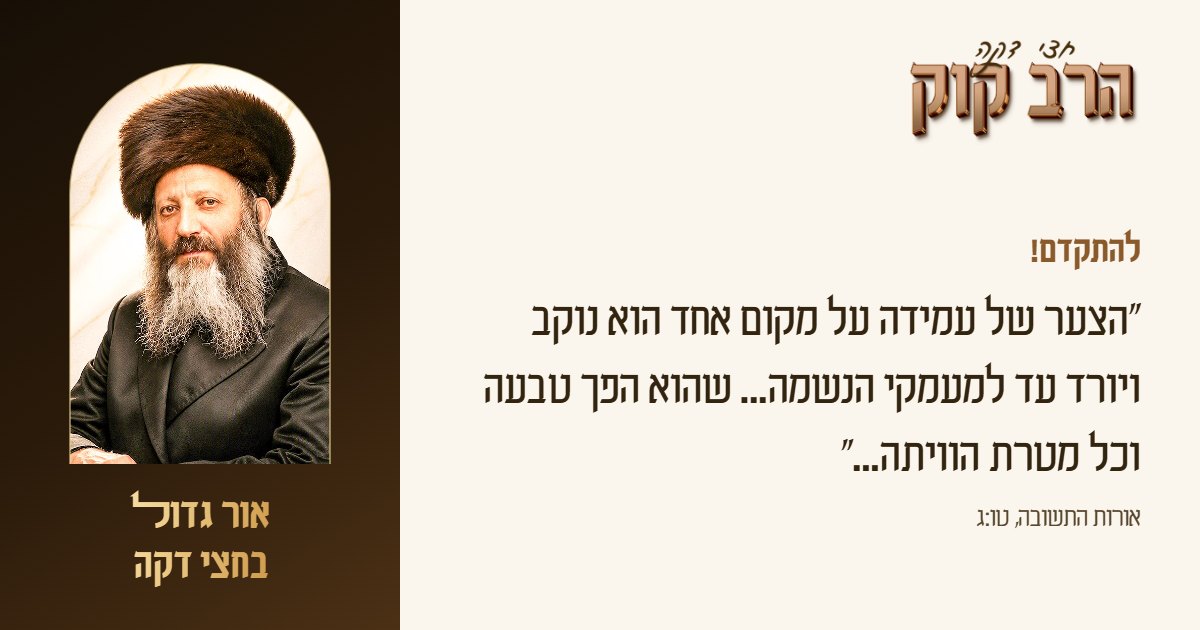 חצי דקה
הרב קוק
להתקדם!
"הצער של עמידה על מקום אחד הוא נוקב
ויורד עד למעמקי הנשמה... שהוא הפך טבעה
וכל מטרת הוויתה..."
אורות התשובה, טו:ג
אור גדול
בחצי דקה